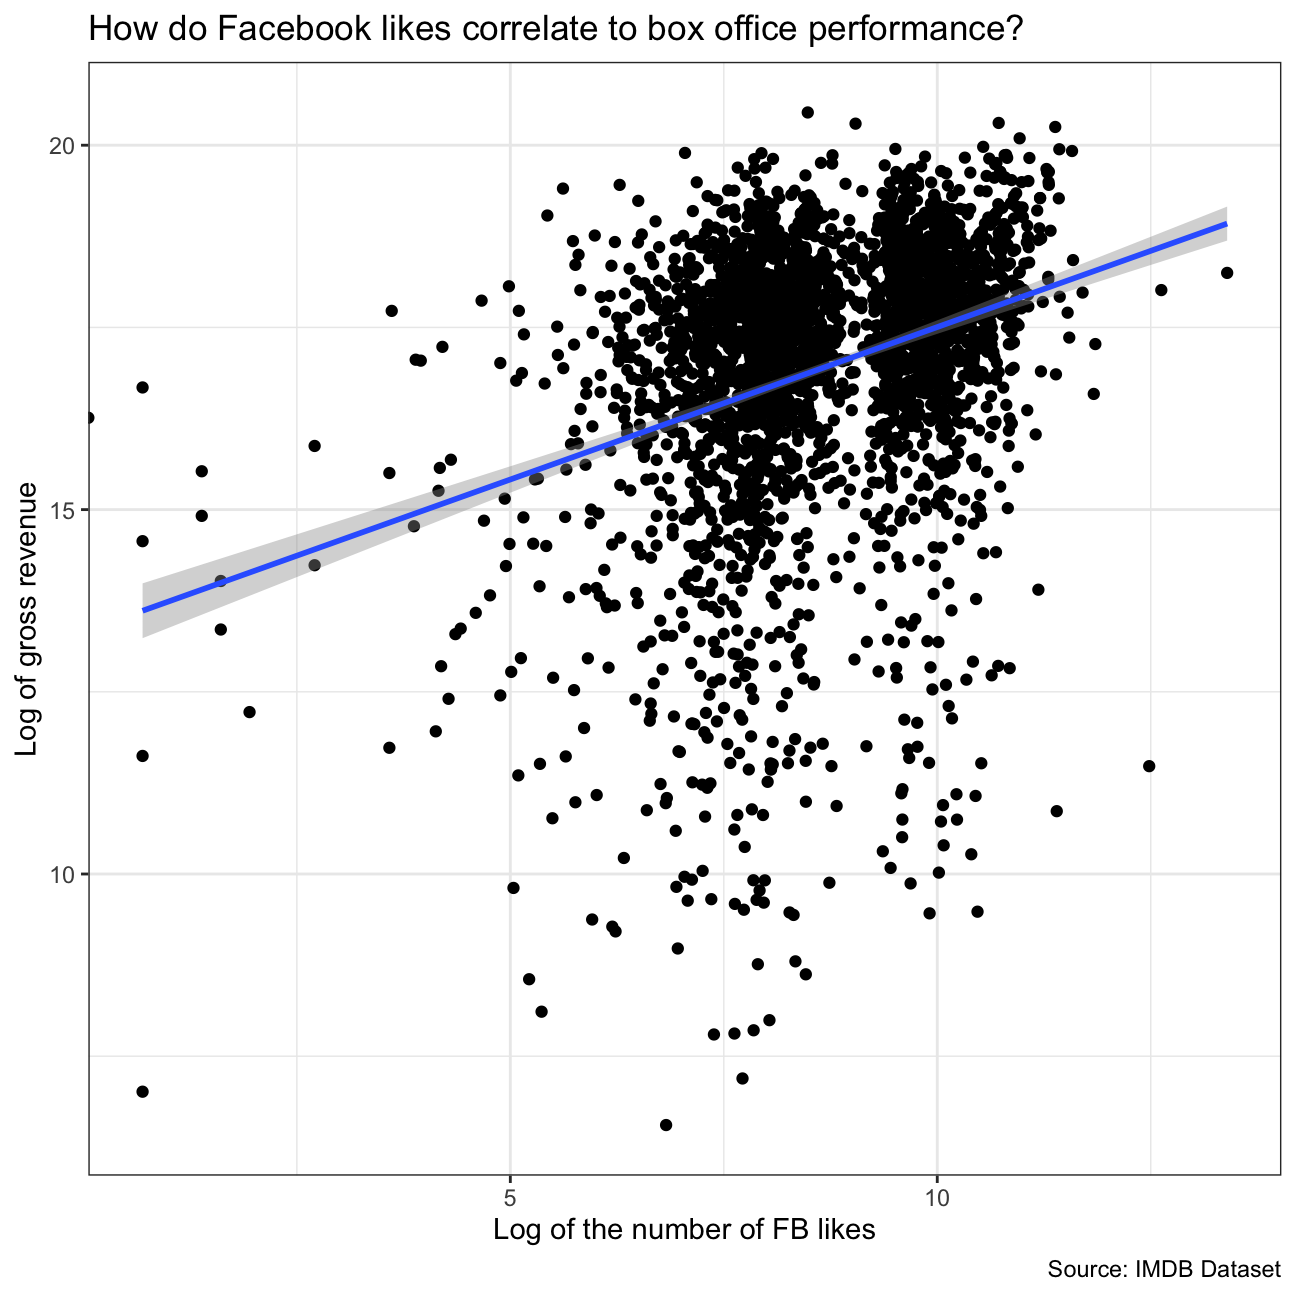 How do Facebook likes correlate to box office performance?
Log of gross revenue
20
15
10
5
10
Log of the number of FB likes
Source: IMDB Dataset